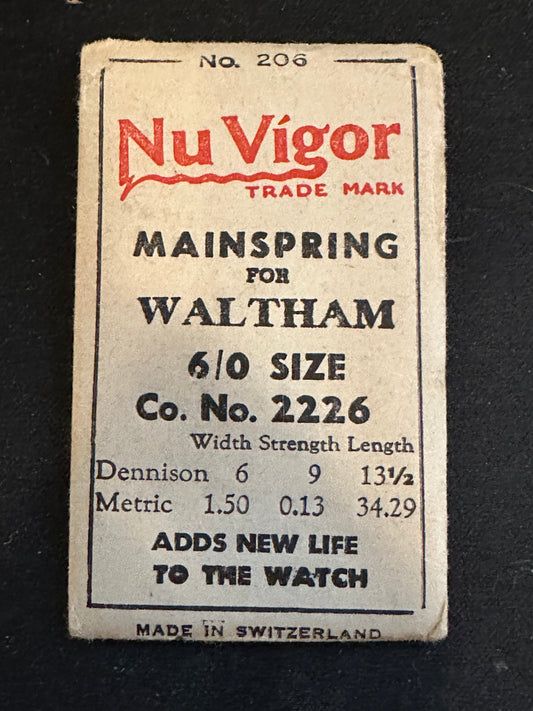 No. 206
Nu Vígor
TRADE MARK
MAINSPRING
FOR
WALTHAM
6/0 SIZE
Co. No. 2226
Width Strength Length
Dennison 6 9 13½
Metric 1.50 0.13 34.29
ADDS NEW LIFE
TO THE WATCH
MADE IN SWITZERLAND